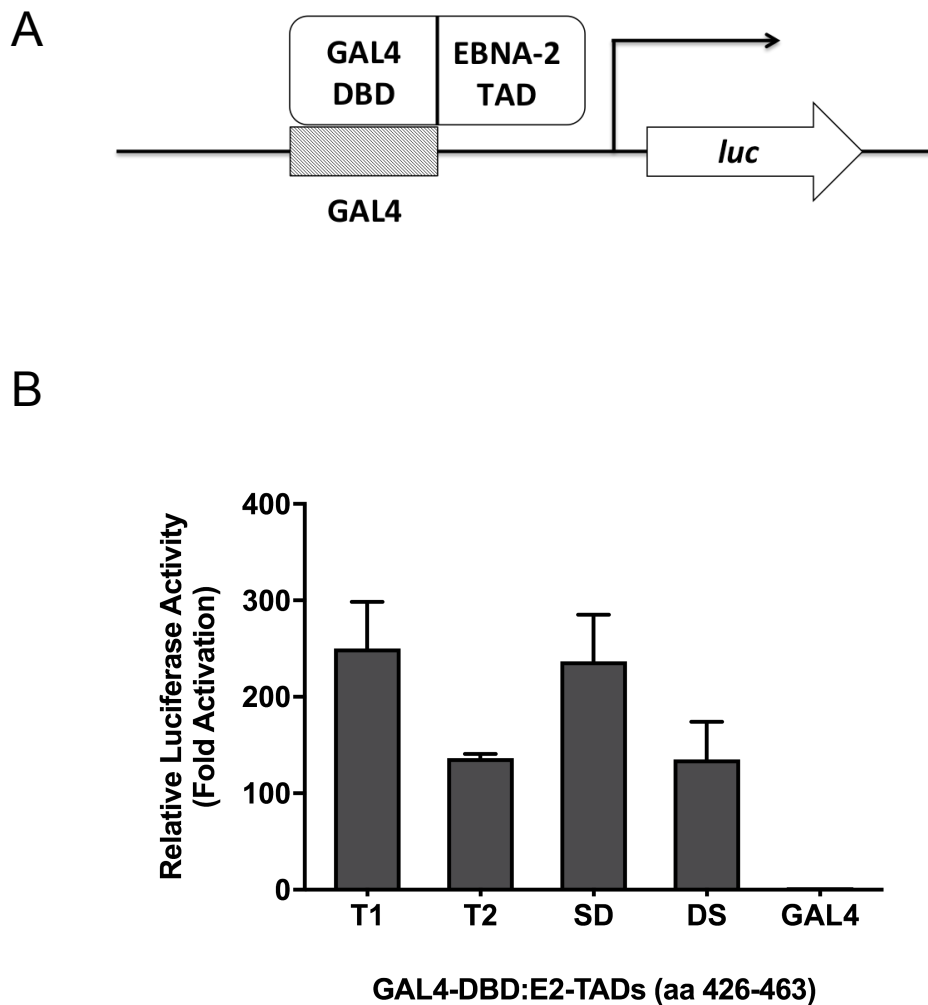 A
GAL4
DBD
EBNA-2
TAD
luc
GAL4
B
Relative Luciferase Activity
(Fold Activation)
400
300
200
100
0
T1 T2 SD DS GAL4
GAL4-DBD:E2-TADs (aa 426-463)